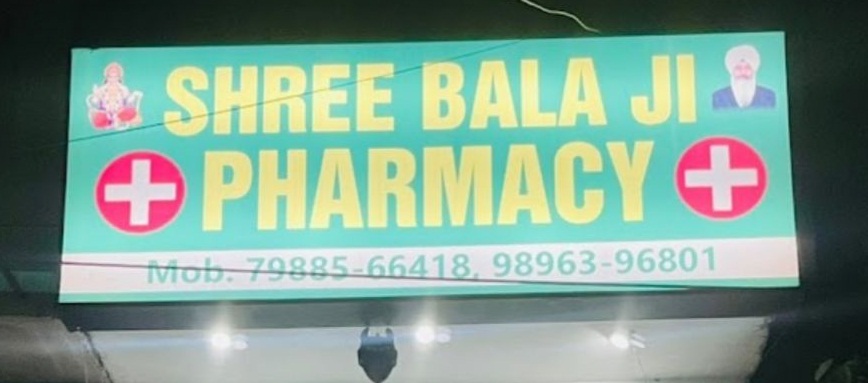 SHREE BALA JI
PHARMACY
Mob. 79885-66418, 98963-96801